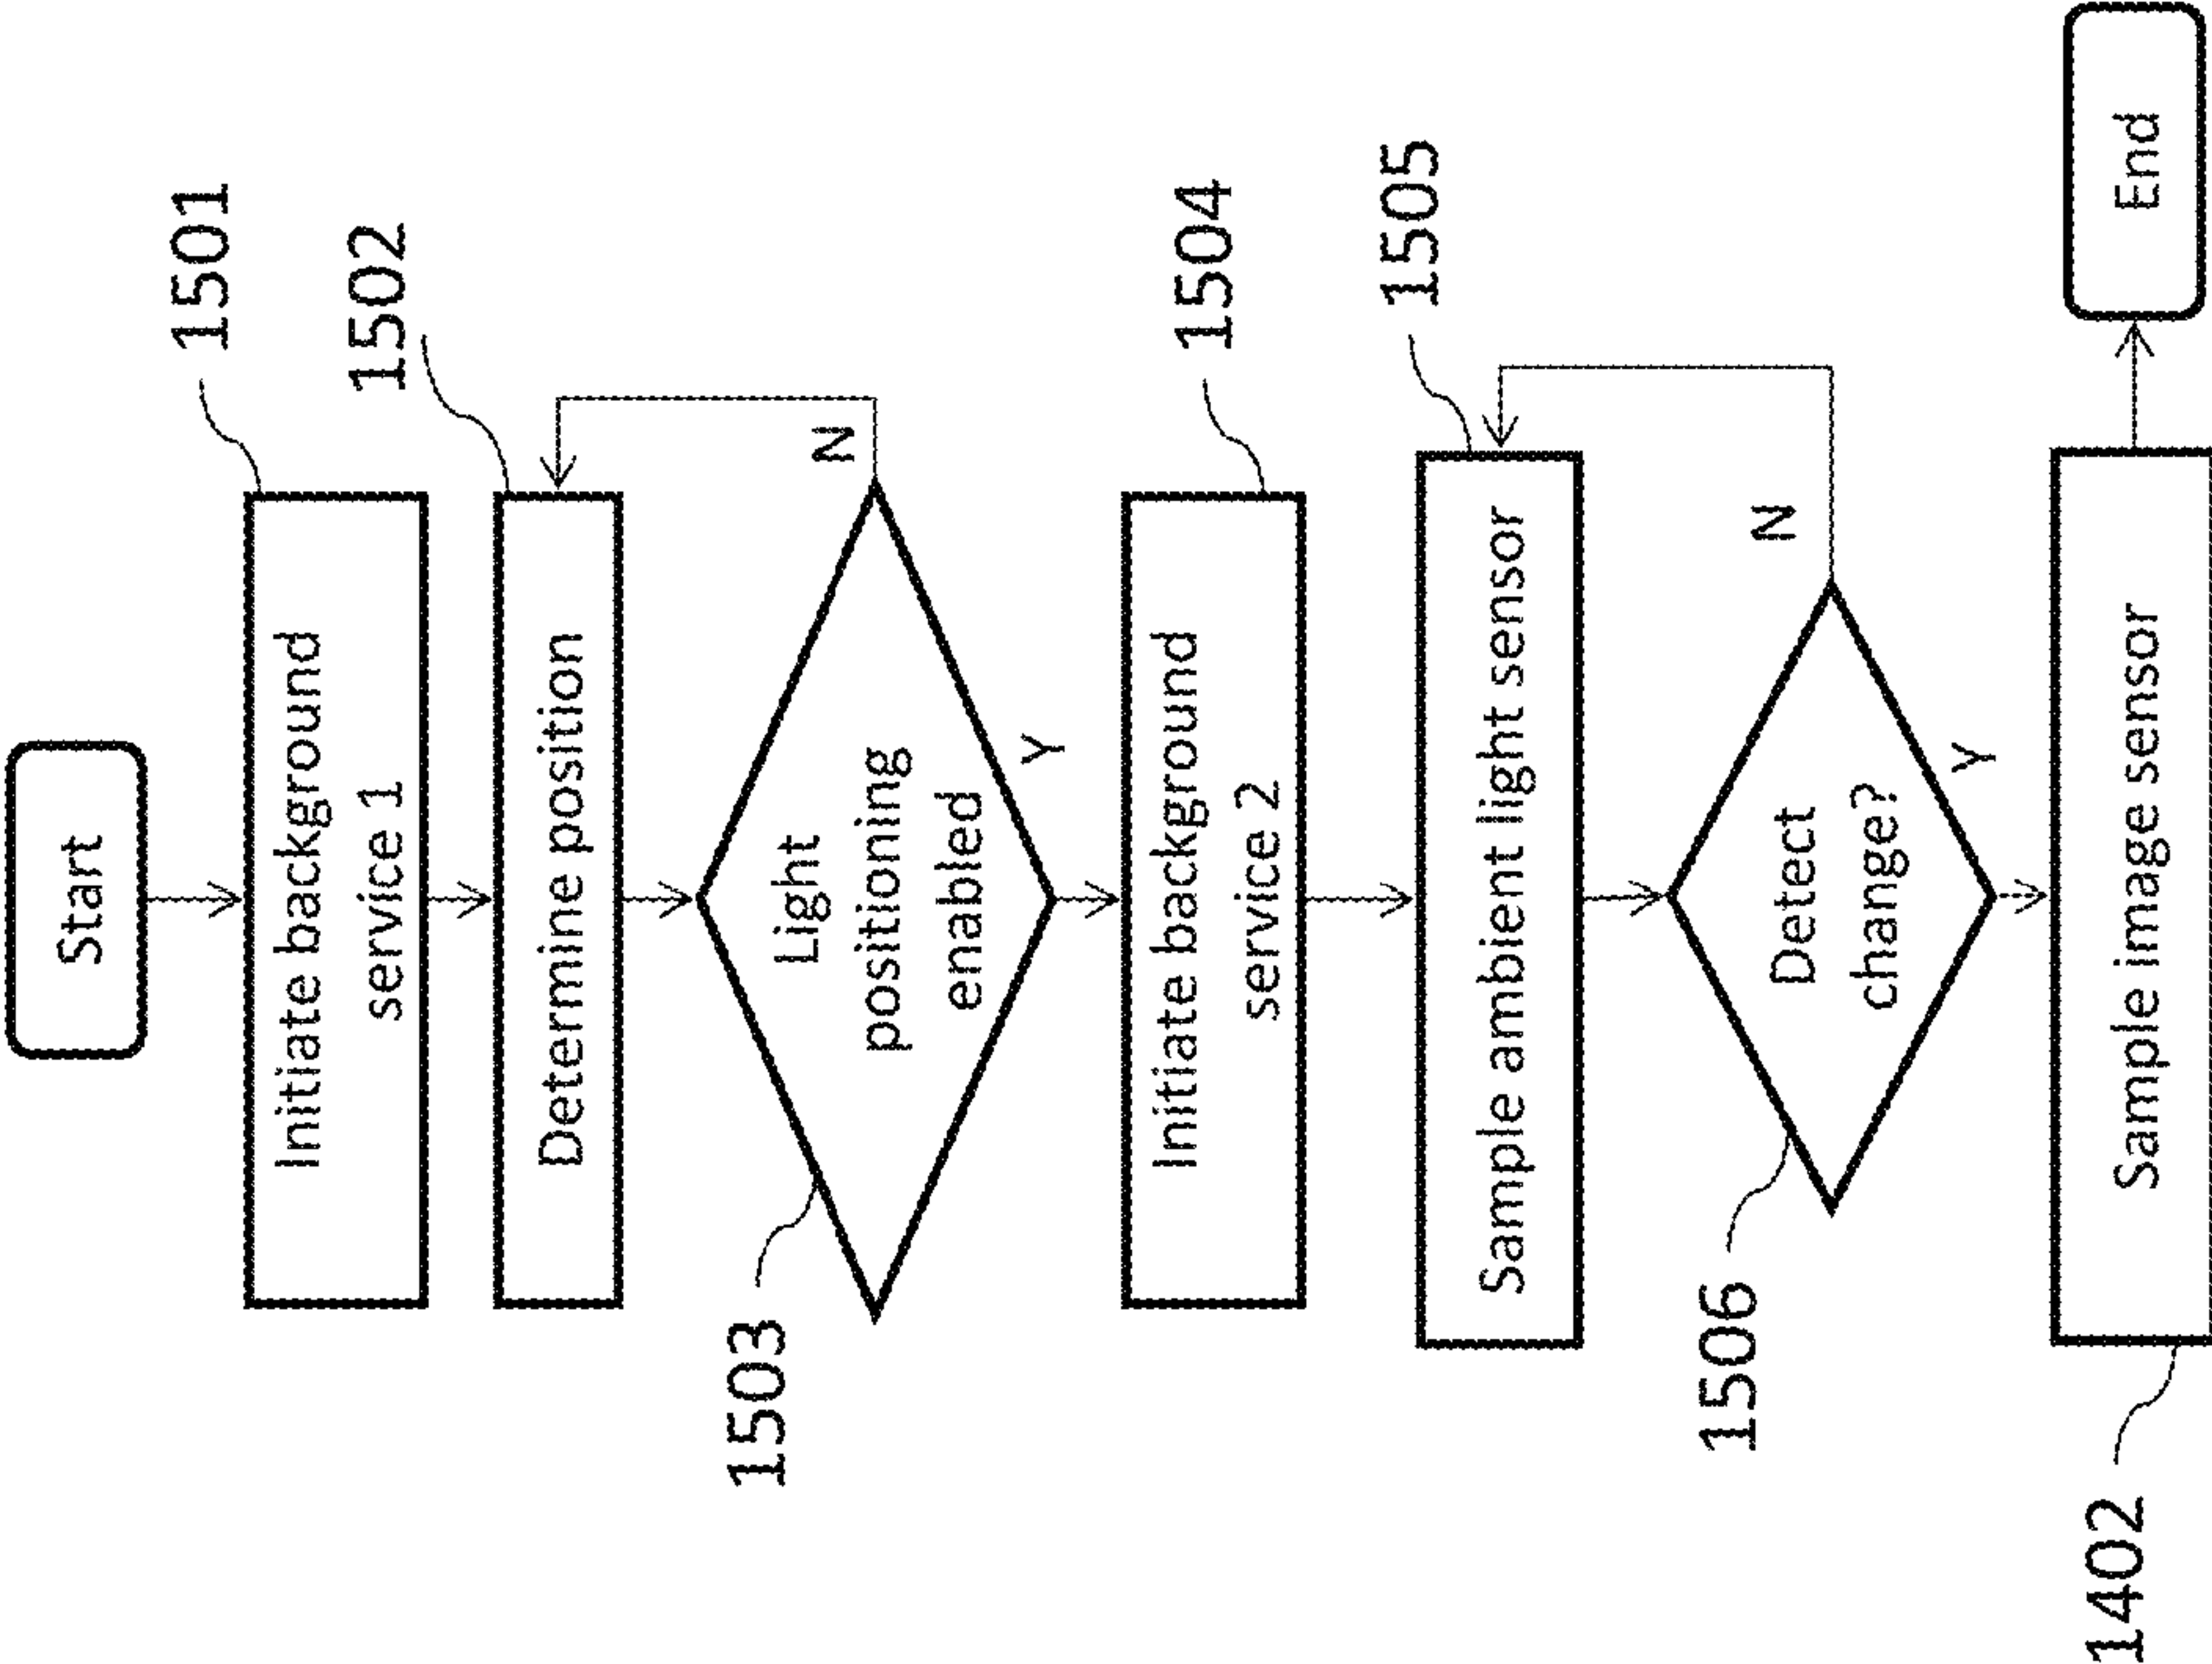 Start
1501
Initiate background
service 1
1502
Determine position
1503
Light
positioning
enabled
N
Y
1504
Initiate background
service 2
1505
Sample ambient light sensor
1506
Detect
change?
N
Y
1402
Sample image sensor
End